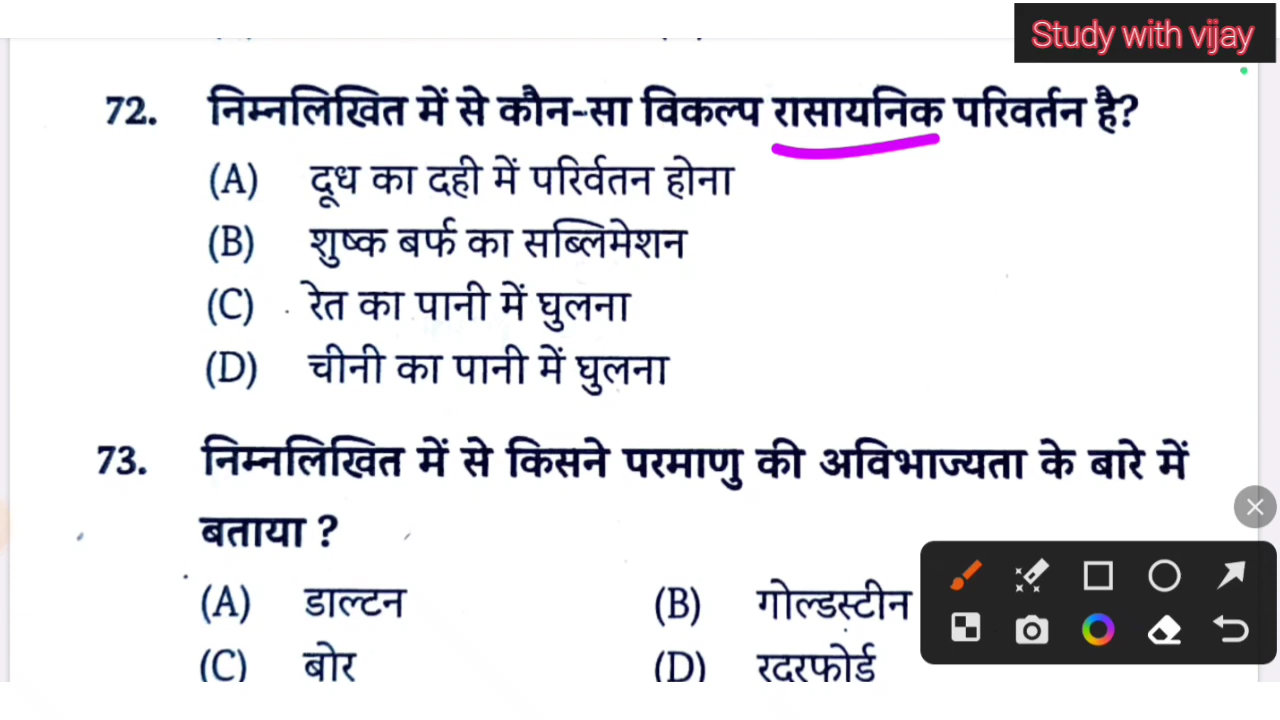 Study with vijay
72. निम्नलिखित में से कौन-सा विकल्प रासायनिक परिवर्तन है?
(A) दूध का दही में परिर्वतन होना
(B) शुष्क बर्फ का सब्लिमेशन
(C) रेत का पानी में घुलना
(D) चीनी का पानी में घुलना
73. निम्नलिखित में से किसने परमाणु की अविभाज्यता के बारे में
बताया ?
(A) डाल्टन (B) गोल्डस्टीन
(C) बोर (D) रदरफोर्ड